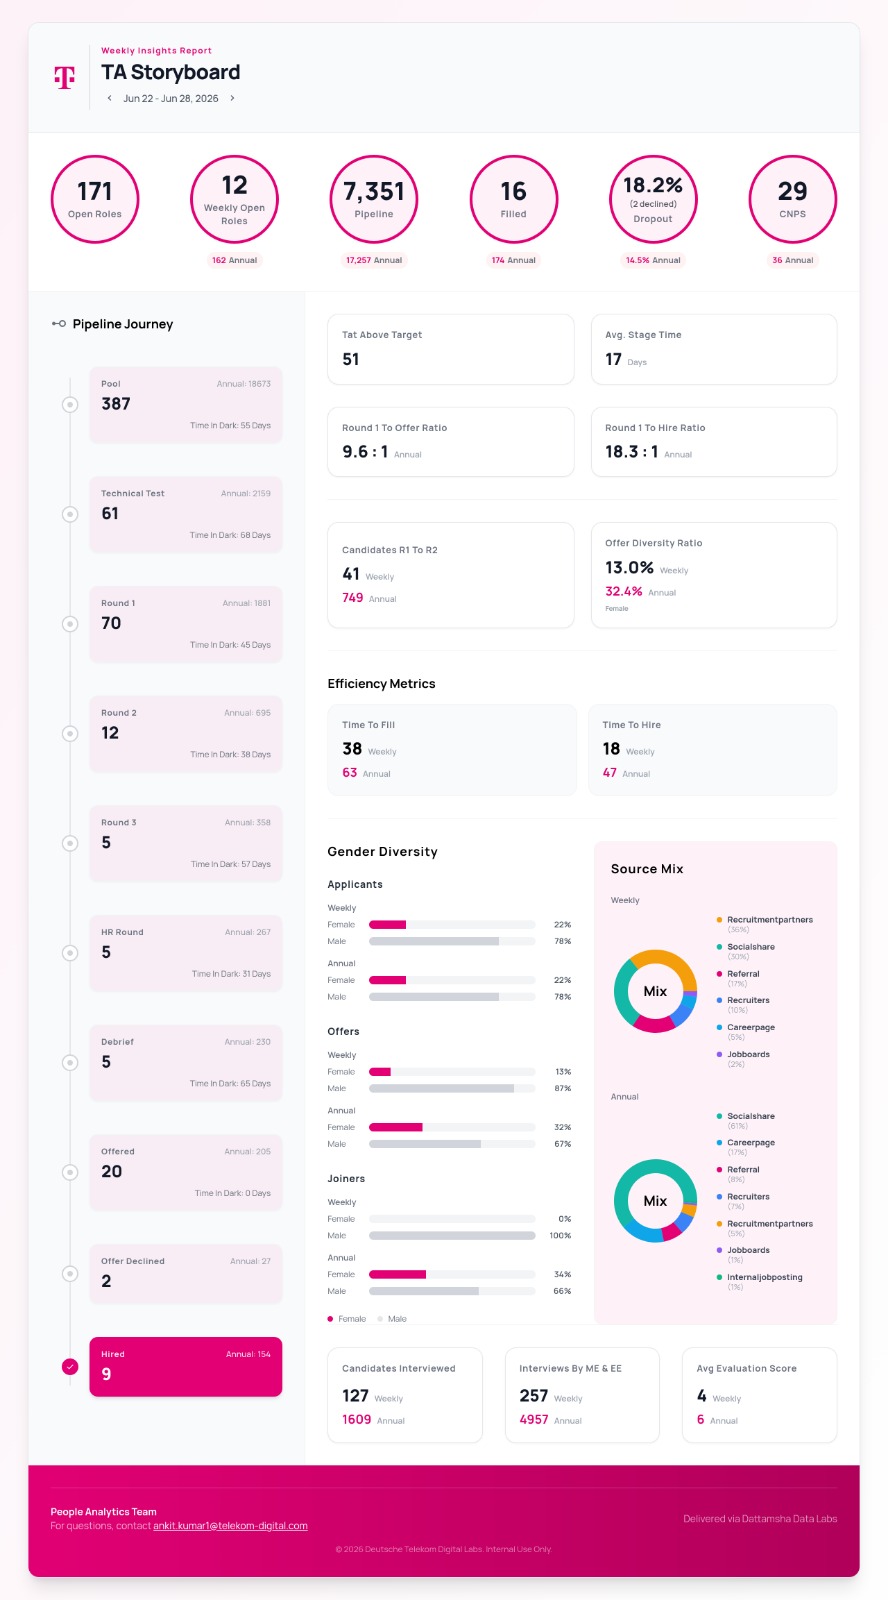 Weekly Insights Report
TA Storyboard
Jun 22 - Jun 28, 2026
171
Open Roles
12
Weekly Open
Roles
162 Annual
7,351
Pipeline
17,257 Annual
16
Filled
174 Annual
18.2%
(2 declined)
Dropout
14.5% Annual
29
CNPS
36 Annual
Pipeline Journey
Pool Annual: 18673
387
Time In Dark: 55 Days
Technical Test Annual: 2159
61
Time In Dark: 68 Days
Round 1 Annual: 1881
70
Time In Dark: 45 Days
Round 2 Annual: 695
12
Time In Dark: 38 Days
Round 3 Annual: 358
5
Time In Dark: 57 Days
HR Round Annual: 267
5
Time In Dark: 31 Days
Debrief Annual: 230
5
Time In Dark: 65 Days
Offered Annual: 205
20
Time In Dark: 0 Days
Offer Declined Annual: 27
2
Hired Annual: 154
9
Tat Above Target
51
Avg. Stage Time
17 Days
Round 1 To Offer Ratio
9.6 : 1 Annual
Round 1 To Hire Ratio
18.3 : 1 Annual
Candidates R1 To R2
41 Weekly
749 Annual
Offer Diversity Ratio
13.0% Weekly
32.4% Annual
Female
Efficiency Metrics
Time To Fill
38 Weekly
63 Annual
Time To Hire
18 Weekly
47 Annual
Gender Diversity
Applicants
Weekly
Female 22%
Male 78%
Annual
Female 22%
Male 78%
Offers
Weekly
Female 13%
Male 87%
Annual
Female 32%
Male 67%
Joiners
Weekly
Female 0%
Male 100%
Annual
Female 34%
Male 66%
Female Male
Source Mix
Weekly
Mix
Recruitmentpartners
(36%)
Socialshare
(30%)
Referral
(17%)
Recruiters
(10%)
Careerpage
(5%)
Jobboards
(2%)
Annual
Mix
Socialshare
(61%)
Careerpage
(17%)
Referral
(8%)
Recruiters
(7%)
Recruitmentpartners
(5%)
Jobboards
(1%)
Internaljobposting
(1%)
Candidates Interviewed
127 Weekly
1609 Annual
Interviews By ME & EE
257 Weekly
4957 Annual
Avg Evaluation Score
4 Weekly
6 Annual
People Analytics Team
For questions, contact ankit.kumar1@telekom-digital.com
Delivered via Dattamsha Data Labs
© 2026 Deutsche Telekom Digital Labs. Internal Use Only.